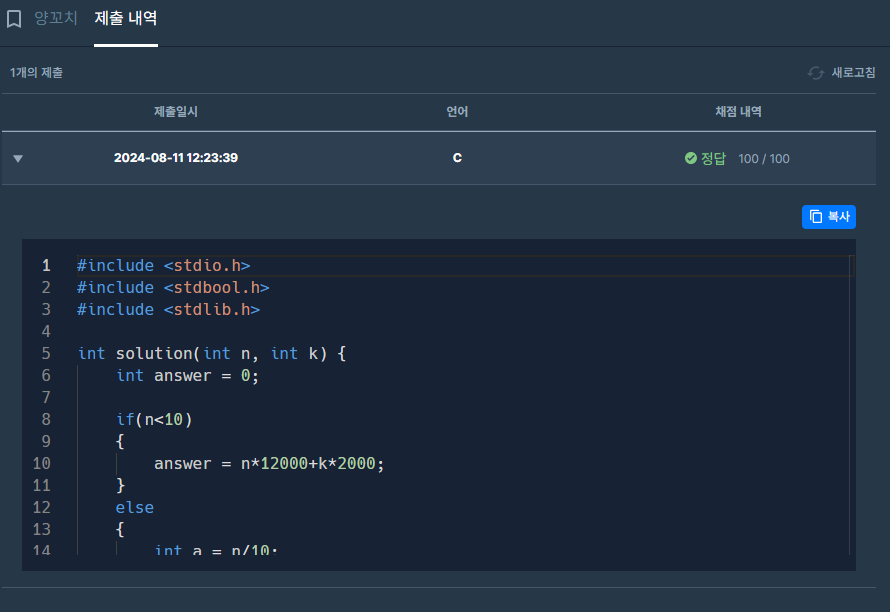 양꼬치 제출 내역
1개의 제출 새로고침
제출일시 언어 채점 내역
2024-08-11 12:23:39 C 정답 100 / 100
복사
1 #include <stdio.h>
2 #include <stdbool.h>
3 #include <stdlib.h>
4
5 int solution(int n, int k) {
6 int answer = 0;
7
8 if(n<10)
9 {
10 answer = n*12000+k*2000;
11 }
12 else
13 {
14 int a = n/10;